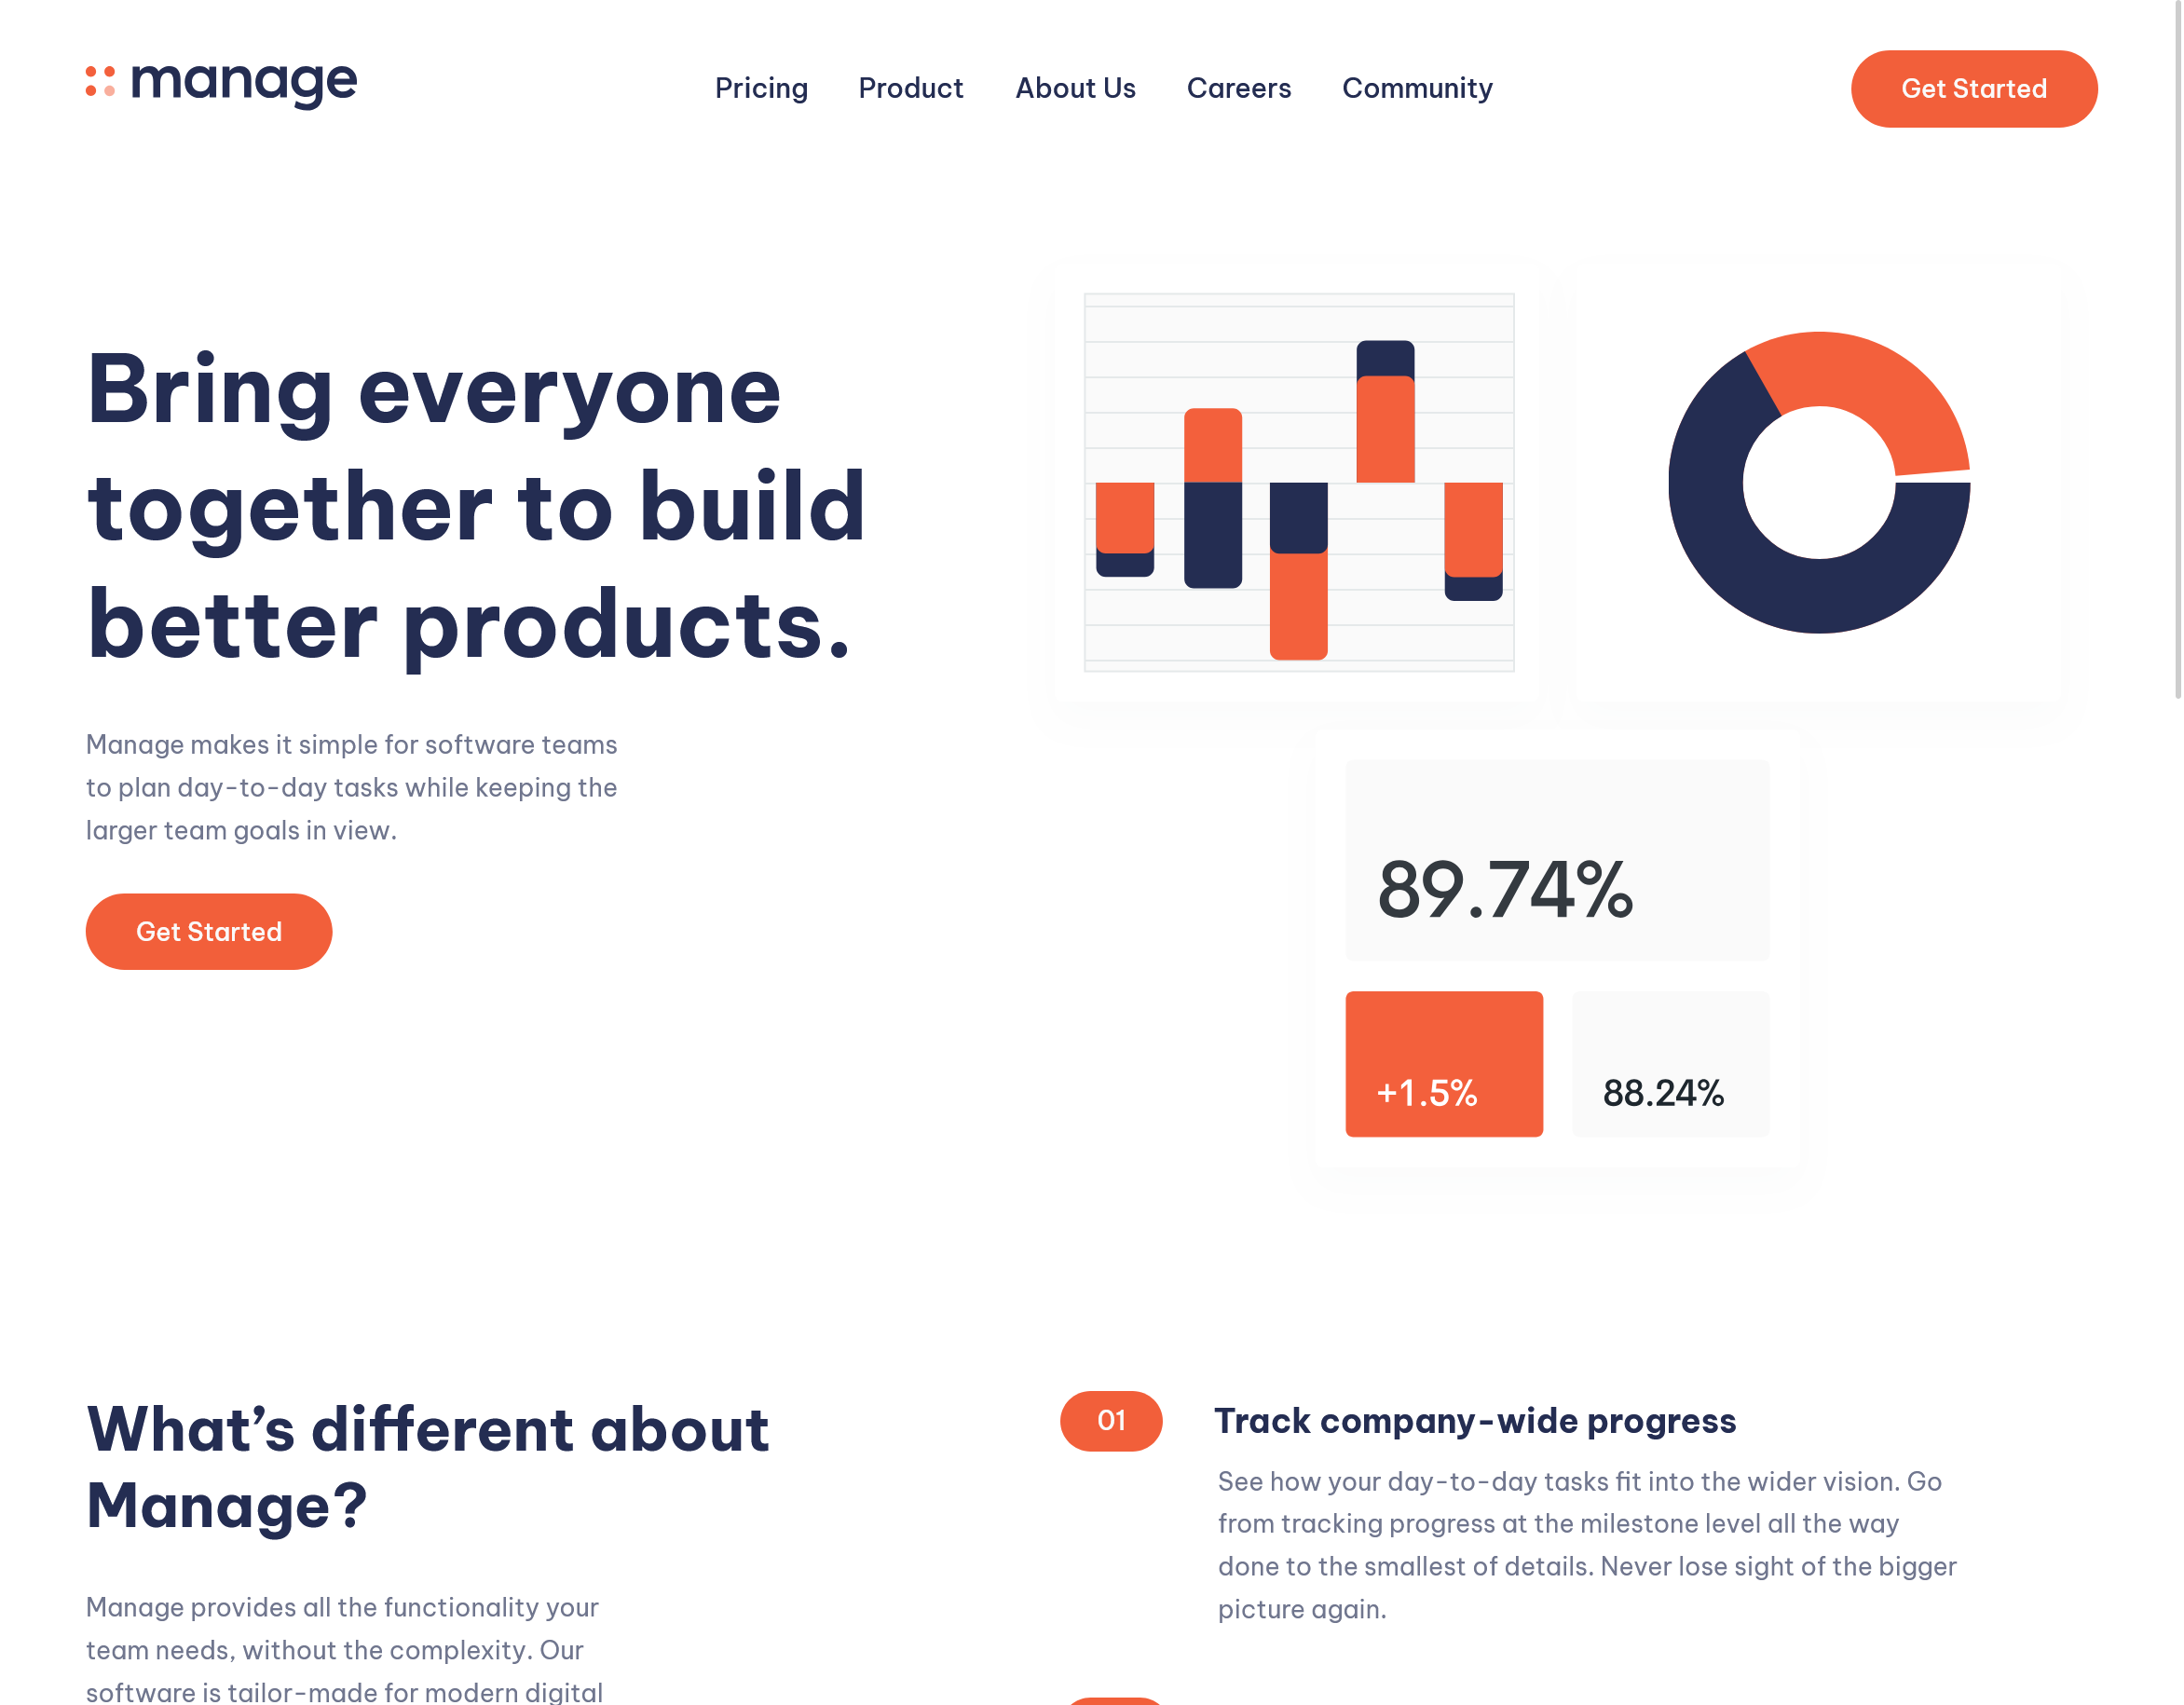 manage
Pricing
Product
About Us
Careers
Community
Get Started
Bring everyone
together to build
better products.
Manage makes it simple for software teams
to plan day-to-day tasks while keeping the
larger team goals in view.
Get Started
89.74%
+1.5%
88.24%
What’s different about
Manage?
Manage provides all the functionality your
team needs, without the complexity. Our
software is tailor-made for modern digital
01
Track company-wide progress
See how your day-to-day tasks fit into the wider vision. Go
from tracking progress at the milestone level all the way
done to the smallest of details. Never lose sight of the bigger
picture again.